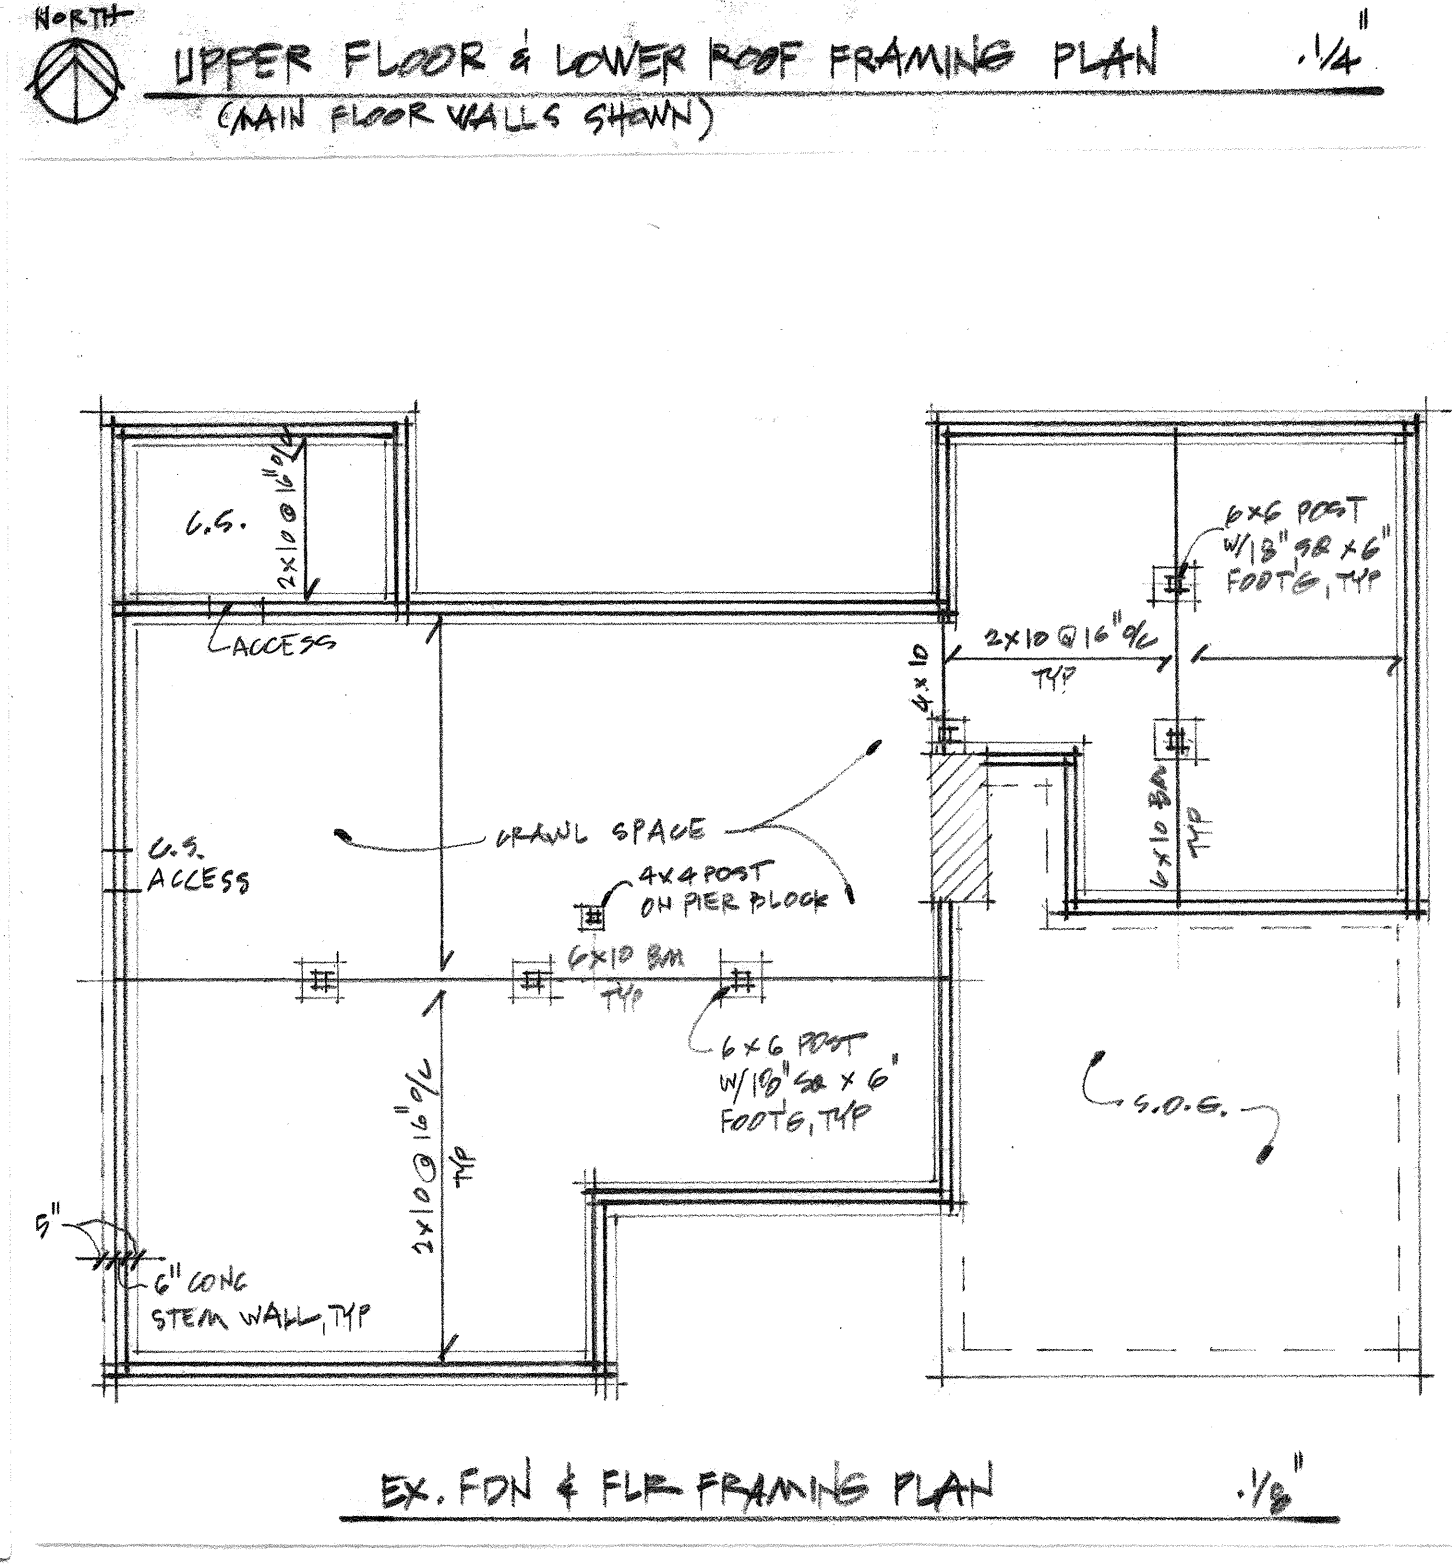 NORTH
UPPER FLOOR & LOWER ROOF FRAMING PLAN .1/4"
(MAIN FLOOR WALLS SHOWN)
C.S.
2x10 @ 16" O/C
ACCESS
6x6 POST
W/18" SQ x 6"
FOOT'G, TYP
2x10 @ 16" O/C
TYP
4x10
6x10 BM
TYP
CRAWL SPACE
C.S.
ACCESS
4x4 POST
ON PIER BLOCK
6x10 BM
TYP
6x6 POST
W/18" SQ x 6"
FOOT'G, TYP
2x10 @ 16" O/C
TYP
S.O.G.
5"
6" CONC
STEM WALL, TYP
EX. FDN & FLR FRAMING PLAN .1/8"